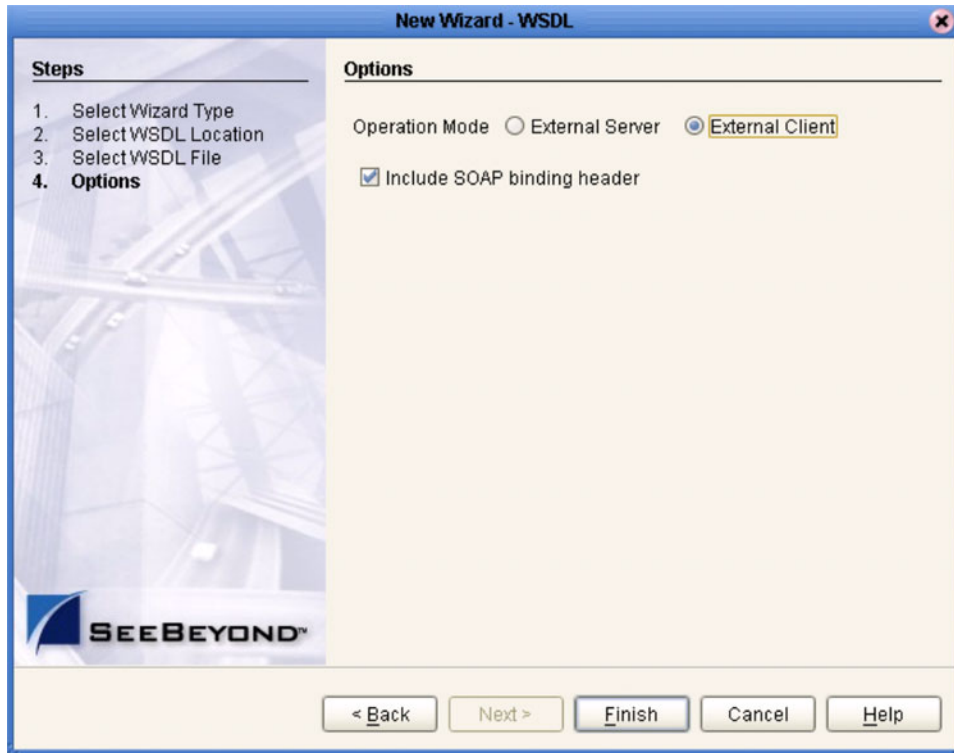 New Wizard - WSDL
Steps
1. Select Wizard Type
2. Select WSDL Location
3. Select WSDL File
4. Options
SEEBEYOND™
Options
Operation Mode External Server External Client
Include SOAP binding header
< Back Next > Finish Cancel Help